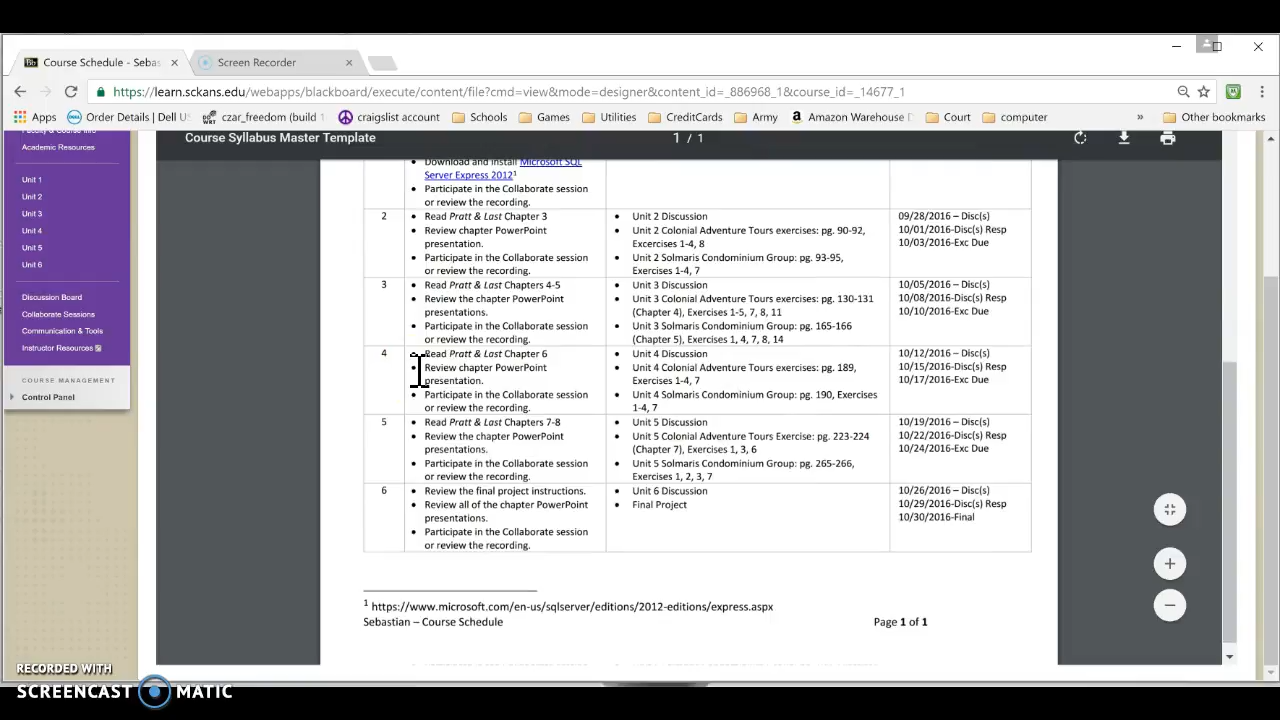 Course Schedule - Sebas
Screen Recorder
https://learn.sckans.edu/webapps/blackboard/execute/content/file?cmd=view&mode=designer&content_id=_886968_1&course_id=_14677_1
Apps
Order Details | Dell U
czar_freedom (build 1
craigslist account
Schools
Games
Utilities
CreditCards
Army
Amazon Warehouse D
»
Court
computer
Other bookmarks
Academic Resources
Unit 1
Unit 2
Unit 3
Unit 4
Unit 5
Unit 6
Discussion Board
Collaborate Sessions
Communication & Tools
Instructor Resources
COURSE MANAGEMENT
Control Panel
Course Syllabus Master Template
1 / 1
• Download and install Microsoft SQL
Server Express 2012¹
• Participate in the Collaborate session
or review the recording.
2
• Read Pratt & Last Chapter 3
• Review chapter PowerPoint
presentation.
• Participate in the Collaborate session
or review the recording.
• Unit 2 Discussion
• Unit 2 Colonial Adventure Tours exercises: pg. 90-92,
Excercises 1-4, 8
• Unit 2 Solmaris Condominium Group: pg. 93-95,
Exercises 1-4, 7
09/28/2016 – Disc(s)
10/01/2016-Disc(s) Resp
10/03/2016-Exc Due
3
• Read Pratt & Last Chapters 4-5
• Review the chapter PowerPoint
presentations.
• Participate in the Collaborate session
or review the recording.
• Unit 3 Discussion
• Unit 3 Colonial Adventure Tours exercises: pg. 130-131
(Chapter 4), Exercises 1-5, 7, 8, 11
• Unit 3 Solmaris Condominium Group: pg. 165-166
(Chapter 5), Exercises 1, 4, 7, 8, 14
10/05/2016 – Disc(s)
10/08/2016-Disc(s) Resp
10/10/2016-Exc Due
4
• Read Pratt & Last Chapter 6
• Review chapter PowerPoint
presentation.
• Participate in the Collaborate session
or review the recording.
• Unit 4 Discussion
• Unit 4 Colonial Adventure Tours exercises: pg. 189,
Exercises 1-4, 7
• Unit 4 Solmaris Condominium Group: pg. 190, Exercises
1-4, 7
10/12/2016 – Disc(s)
10/15/2016-Disc(s) Resp
10/17/2016-Exc Due
5
• Read Pratt & Last Chapters 7-8
• Review the chapter PowerPoint
presentations.
• Participate in the Collaborate session
or review the recording.
• Unit 5 Discussion
• Unit 5 Colonial Adventure Tours Exercise: pg. 223-224
(Chapter 7), Exercises 1, 3, 6
• Unit 5 Solmaris Condominium Group: pg. 265-266,
Exercises 1, 2, 3, 7
10/19/2016 – Disc(s)
10/22/2016-Disc(s) Resp
10/24/2016-Exc Due
6
• Review the final project instructions.
• Review all of the chapter PowerPoint
presentations.
• Participate in the Collaborate session
or review the recording.
• Unit 6 Discussion
• Final Project
10/26/2016 – Disc(s)
10/29/2016-Disc(s) Resp
10/30/2016-Final
¹ https://www.microsoft.com/en-us/sqlserver/editions/2012-editions/express.aspx
Sebastian – Course Schedule
Page 1 of 1
RECORDED WITH
SCREENCAST MATIC